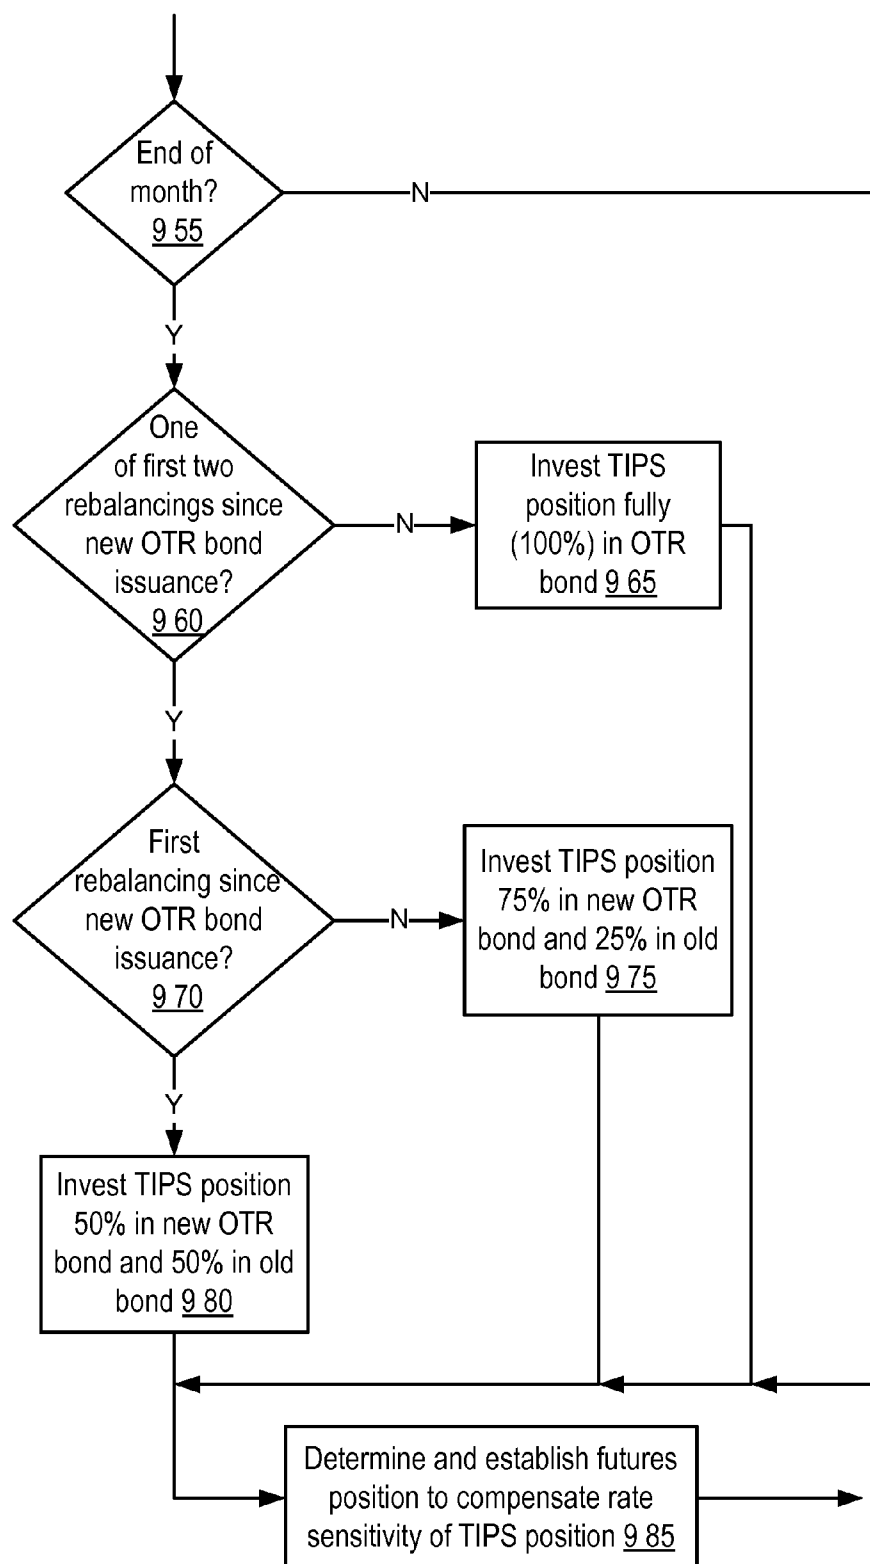 End of
month?
9 55
N
Y
One
of first two
rebalancings since
new OTR bond
issuance?
9 60
N
Invest TIPS
position fully
(100%) in OTR
bond 9 65
Y
First
rebalancing since
new OTR bond
issuance?
9 70
N
Invest TIPS position
75% in new OTR
bond and 25% in old
bond 9 75
Y
Invest TIPS position
50% in new OTR
bond and 50% in old
bond 9 80
Determine and establish futures
position to compensate rate
sensitivity of TIPS position 9 85